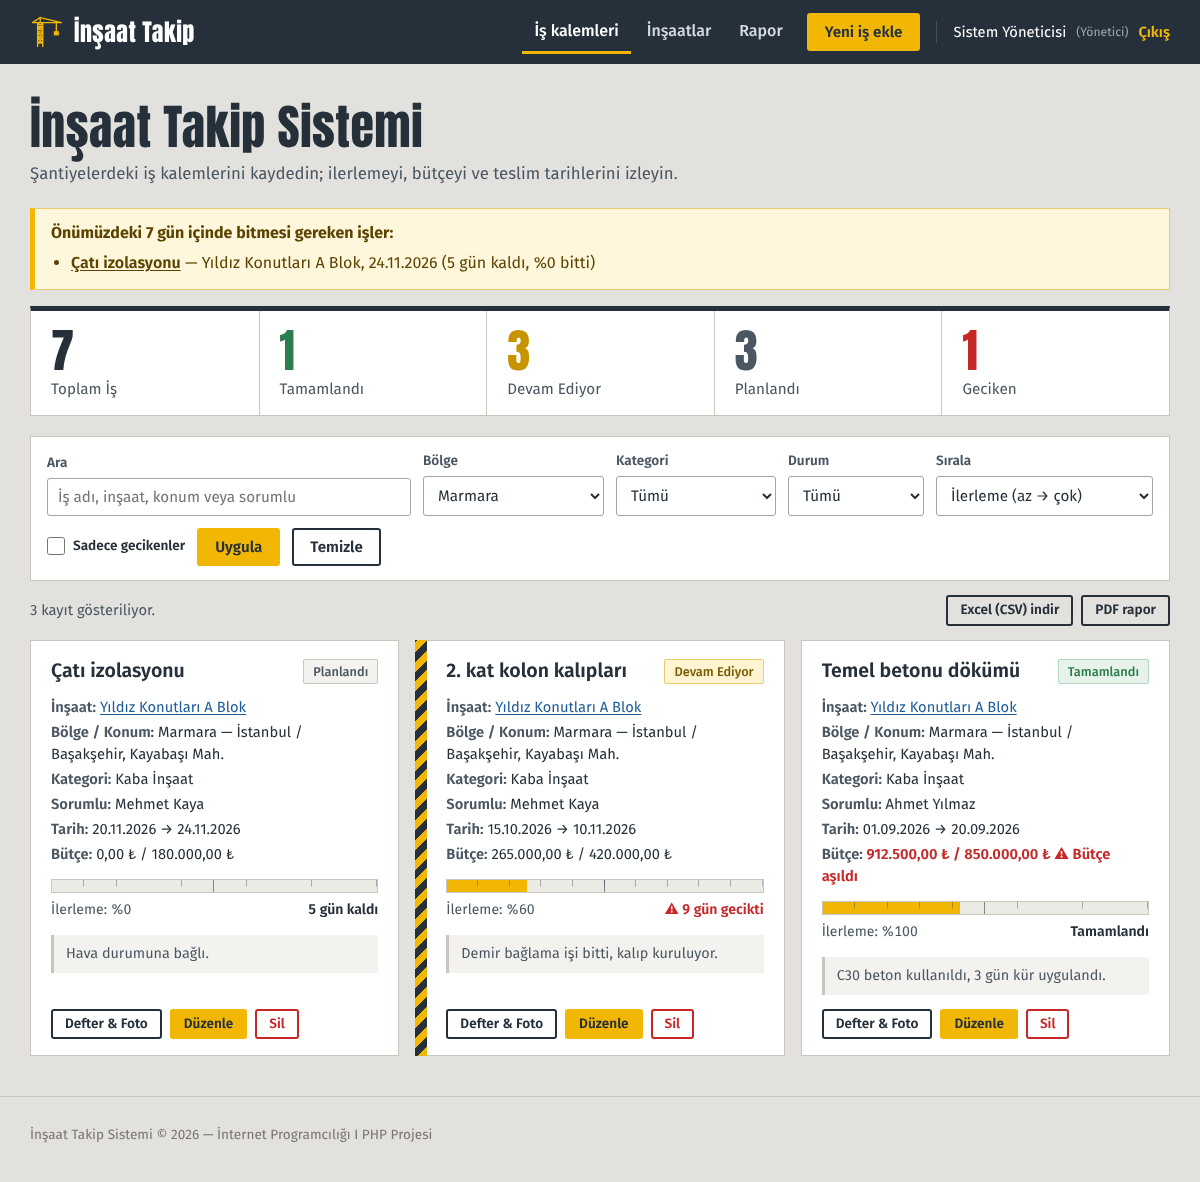 İnşaat Takip
İş kalemleri
İnşaatlar
Rapor
Yeni iş ekle
Sistem Yöneticisi (Yönetici) Çıkış
İnşaat Takip Sistemi
Şantiyelerdeki iş kalemlerini kaydedin; ilerlemeyi, bütçeyi ve teslim tarihlerini izleyin.
Önümüzdeki 7 gün içinde bitmesi gereken işler:
• Çatı izolasyonu — Yıldız Konutları A Blok, 24.11.2026 (5 gün kaldı, %0 bitti)
7
Toplam İş
1
Tamamlandı
3
Devam Ediyor
3
Planlandı
1
Geciken
Ara
İş adı, inşaat, konum veya sorumlu
Bölge
Marmara
Kategori
Tümü
Durum
Tümü
Sırala
İlerleme (az → çok)
Sadece gecikenler
Uygula
Temizle
3 kayıt gösteriliyor.
Excel (CSV) indir
PDF rapor
Çatı izolasyonu
Planlandı
İnşaat: Yıldız Konutları A Blok
Bölge / Konum: Marmara — İstanbul /
Başakşehir, Kayabaşı Mah.
Kategori: Kaba İnşaat
Sorumlu: Mehmet Kaya
Tarih: 20.11.2026 → 24.11.2026
Bütçe: 0,00 ₺ / 180.000,00 ₺
İlerleme: %0
5 gün kaldı
Hava durumuna bağlı.
Defter & Foto
Düzenle
Sil
2. kat kolon kalıpları
Devam Ediyor
İnşaat: Yıldız Konutları A Blok
Bölge / Konum: Marmara — İstanbul /
Başakşehir, Kayabaşı Mah.
Kategori: Kaba İnşaat
Sorumlu: Mehmet Kaya
Tarih: 15.10.2026 → 10.11.2026
Bütçe: 265.000,00 ₺ / 420.000,00 ₺
İlerleme: %60
⚠ 9 gün gecikti
Demir bağlama işi bitti, kalıp kuruluyor.
Defter & Foto
Düzenle
Sil
Temel betonu dökümü
Tamamlandı
İnşaat: Yıldız Konutları A Blok
Bölge / Konum: Marmara — İstanbul /
Başakşehir, Kayabaşı Mah.
Kategori: Kaba İnşaat
Sorumlu: Ahmet Yılmaz
Tarih: 01.09.2026 → 20.09.2026
Bütçe: 912.500,00 ₺ / 850.000,00 ₺ ⚠ Bütçe
aşıldı
İlerleme: %100
Tamamlandı
C30 beton kullanıldı, 3 gün kür uygulandı.
Defter & Foto
Düzenle
Sil
İnşaat Takip Sistemi © 2026 — İnternet Programcılığı I PHP Projesi